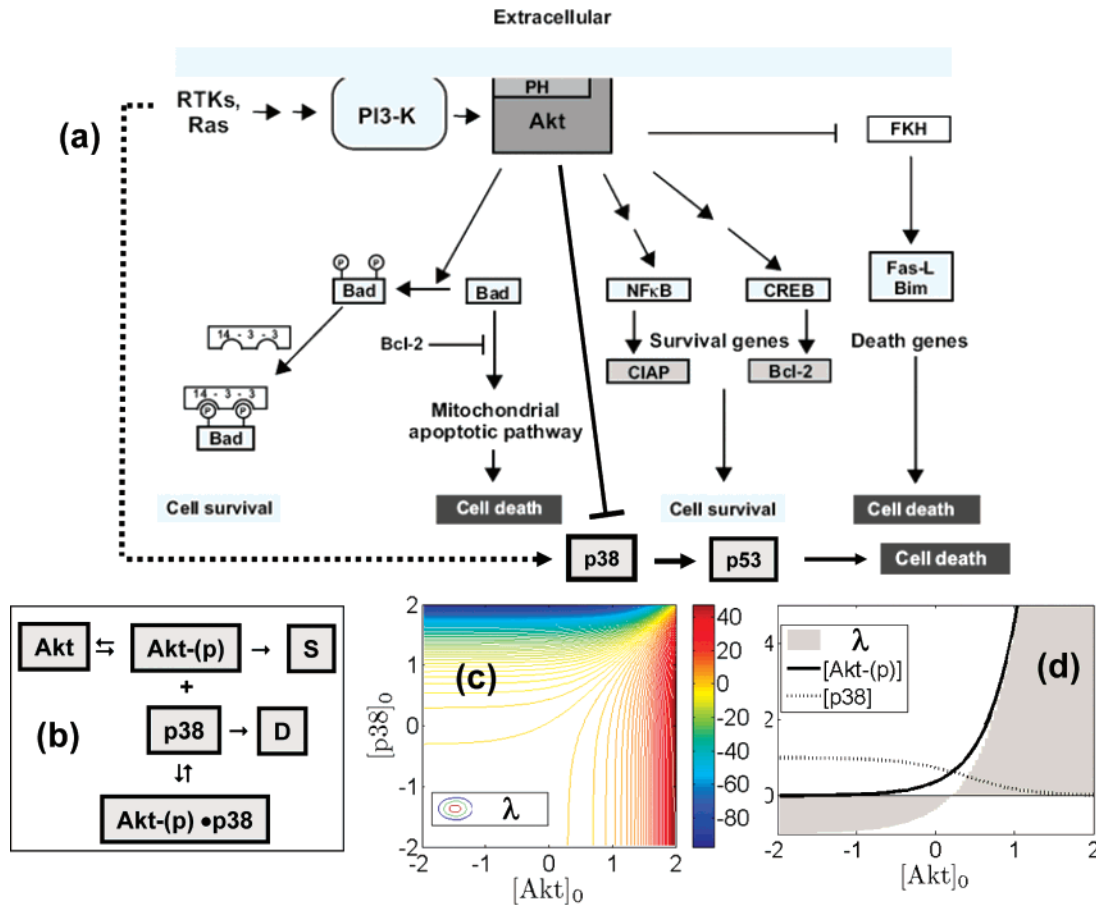 Extracellular
(a)
RTKs,
Ras
PI3-K
PH
Akt
FKH
P P
Bad
Bad
NFκB
CREB
Fas-L
Bim
14 - 3 - 3
Bcl-2
Survival genes
Death genes
CIAP
Bcl-2
14 - 3 - 3
P P
Bad
Mitochondrial
apoptotic pathway
Cell survival
Cell death
Cell survival
Cell death
p38
p53
Cell death
(b)
Akt ⇆ Akt-(p) → S
+
p38 → D
⇵
Akt-(p) •p38
(c)
[p38]₀
2
1
0
-1
-2
λ
-2 -1 0 1 2
[Akt]₀
40
20
0
-20
-40
-60
-80
(d)
λ
[Akt-(p)]
[p38]
4
2
0
-2 -1 0 1 2
[Akt]₀